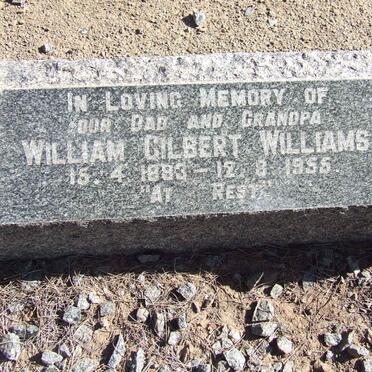 IN LOVING MEMORY OF
OUR DAD AND GRANDPA
WILLIAM GILBERT WILLIAMS
15.4.1883 – 12.8.1955.
"AT REST"